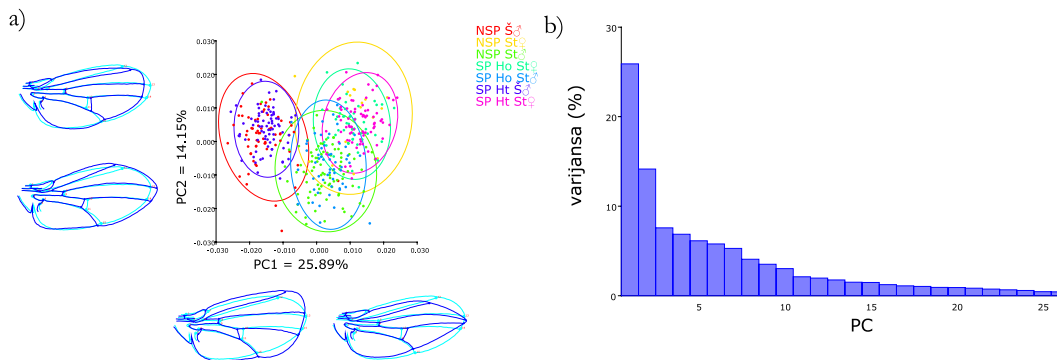 a)
PC2 = 14.15%
0.030
0.020
0.010
0.000
-0.010
-0.020
-0.030
-0.030 -0.020 -0.010 0.000 0.010 0.020 0.030
PC1 = 25.89%
NSP Š♂
NSP St♀
NSP St♂
SP Ho St♀
SP Ho St♂
SP Ht Š♂
SP Ht St♀
b)
varijansa (%)
30
20
10
0
5 10 15 20 25
PC